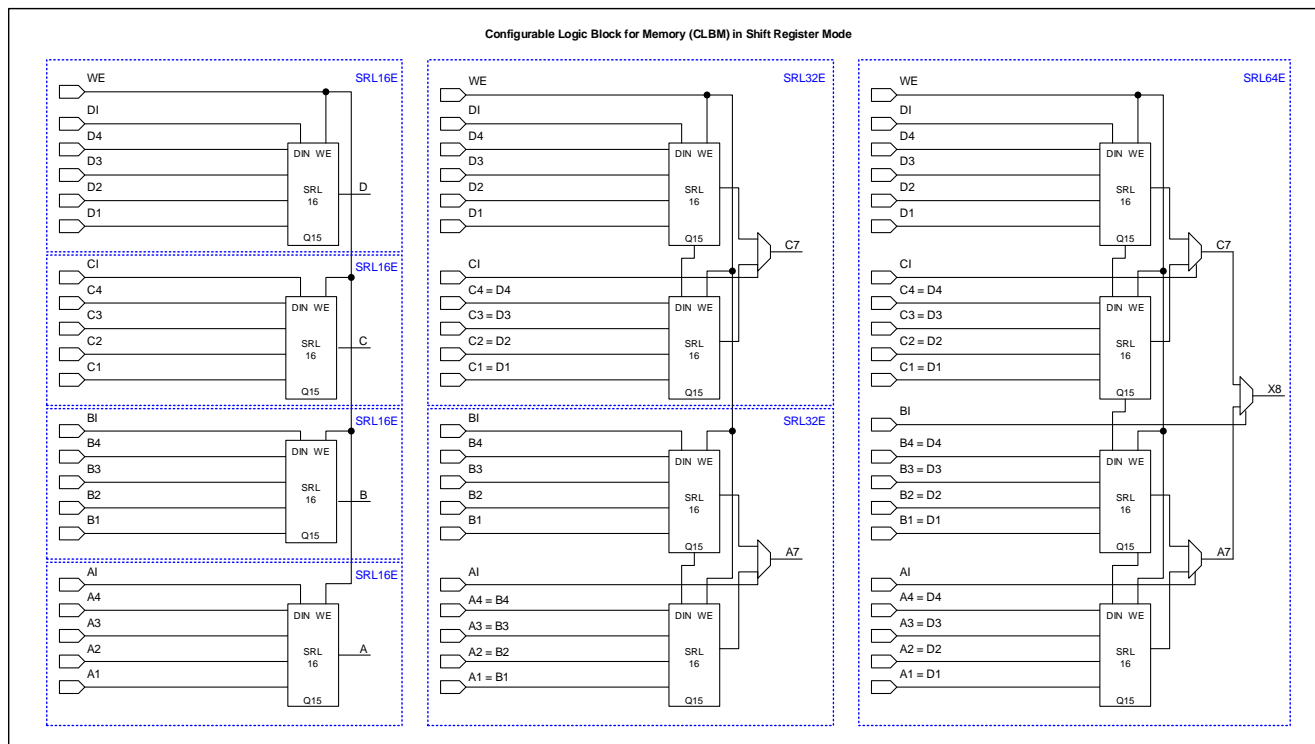 Configurable Logic Block for Memory (CLBM) in Shift Register Mode
SRL16E
WE
DI
D4
D3
D2
D1
DIN WE
SRL
16
Q15
D
SRL16E
CI
C4
C3
C2
C1
DIN WE
SRL
16
Q15
C
SRL16E
BI
B4
B3
B2
B1
DIN WE
SRL
16
Q15
B
SRL16E
AI
A4
A3
A2
A1
DIN WE
SRL
16
Q15
A
SRL32E
WE
DI
D4
D3
D2
D1
DIN WE
SRL
16
Q15
C7
CI
C4 = D4
C3 = D3
C2 = D2
C1 = D1
DIN WE
SRL
16
Q15
SRL32E
BI
B4
B3
B2
B1
DIN WE
SRL
16
Q15
A7
AI
A4 = B4
A3 = B3
A2 = B2
A1 = B1
DIN WE
SRL
16
Q15
SRL64E
WE
DI
D4
D3
D2
D1
DIN WE
SRL
16
Q15
C7
CI
C4 = D4
C3 = D3
C2 = D2
C1 = D1
DIN WE
SRL
16
Q15
X8
BI
B4 = D4
B3 = D3
B2 = D2
B1 = D1
DIN WE
SRL
16
Q15
A7
AI
A4 = D4
A3 = D3
A2 = D2
A1 = D1
DIN WE
SRL
16
Q15